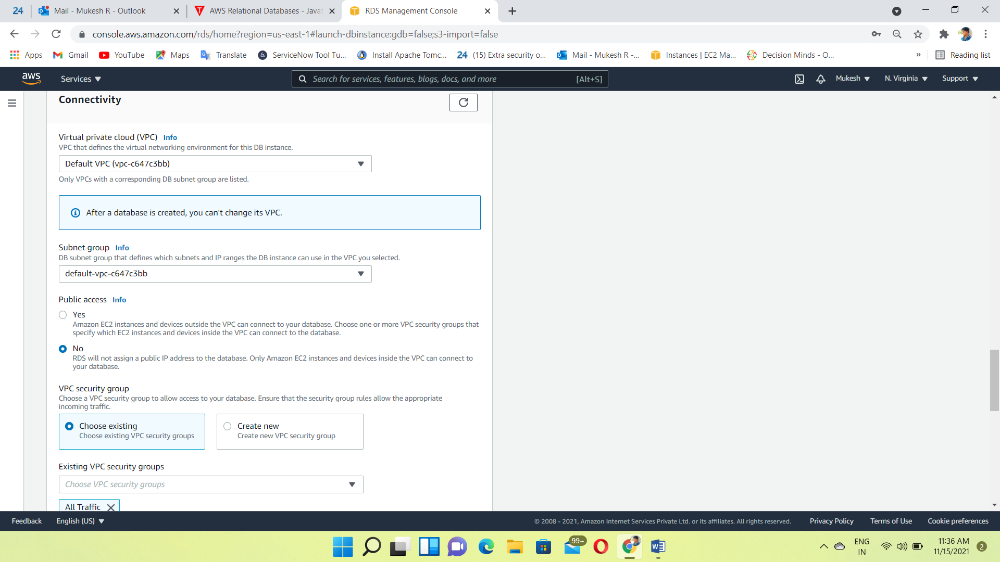 24
Mail - Mukesh R - Outlook
AWS Relational Databases - Javat
RDS Management Console
console.aws.amazon.com/rds/home?region=us-east-1#launch-dbinstance:gdb=false;s3-import=false
Apps
Gmail
YouTube
Maps
Translate
ServiceNow Tool Tu...
Install Apache Tomc...
24 (15) Extra security o...
Mail - Mukesh R -...
Instances | EC2 Ma...
Decision Minds - O...
»
Reading list
aws
Services
Search for services, features, blogs, docs, and more
[Alt+S]
Mukesh
N. Virginia
Support
Connectivity
Virtual private cloud (VPC) Info
VPC that defines the virtual networking environment for this DB instance.
Default VPC (vpc-c647c3bb)
Only VPCs with a corresponding DB subnet group are listed.
After a database is created, you can't change its VPC.
Subnet group Info
DB subnet group that defines which subnets and IP ranges the DB instance can use in the VPC you selected.
default-vpc-c647c3bb
Public access Info
Yes
Amazon EC2 instances and devices outside the VPC can connect to your database. Choose one or more VPC security groups that
specify which EC2 instances and devices inside the VPC can connect to the database.
No
RDS will not assign a public IP address to the database. Only Amazon EC2 instances and devices inside the VPC can connect to
your database.
VPC security group
Choose a VPC security group to allow access to your database. Ensure that the security group rules allow the appropriate
incoming traffic.
Choose existing
Choose existing VPC security groups
Create new
Create new VPC security group
Existing VPC security groups
Choose VPC security groups
All Traffic
Feedback
English (US)
© 2008 - 2021, Amazon Internet Services Private Ltd. or its affiliates. All rights reserved.
Privacy Policy
Terms of Use
Cookie preferences
99+
ENG
IN
11:36 AM
11/15/2021
2